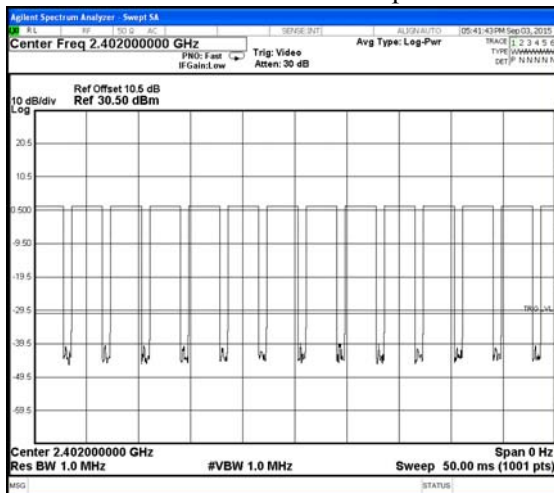 Agilent Spectrum Analyzer - Swept SA
RL RF 50 Ω AC SENSE:INT ALIGN AUTO 05:41:43 PM Sep 03, 2015
Center Freq 2.402000000 GHz
PNO: Fast
IFGain:Low
Trig: Video
Atten: 30 dB
Avg Type: Log-Pwr
TRACE 1 2 3 4 5 6
TYPE
DET P N N N N N
Ref Offset 10.5 dB
10 dB/div Ref 30.50 dBm
Log
20.5
10.5
0.500
-9.50
-19.5
-29.5
TRIG LVL
-39.5
-49.5
-59.5
Center 2.402000000 GHz Span 0 Hz
Res BW 1.0 MHz #VBW 1.0 MHz Sweep 50.00 ms (1001 pts)
MSG STATUS